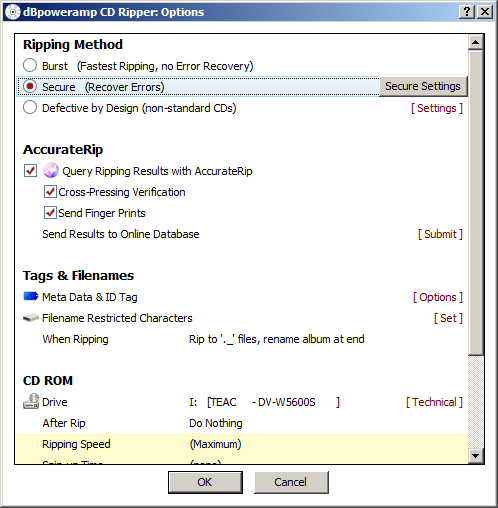 dBpoweramp CD Ripper: Options
Ripping Method
Burst (Fastest Ripping, no Error Recovery)
Secure (Recover Errors) Secure Settings
Defective by Design (non-standard CDs) [ Settings ]
AccurateRip
Query Ripping Results with AccurateRip
Cross-Pressing Verification
Send Finger Prints
Send Results to Online Database [ Submit ]
Tags & Filenames
Meta Data & ID Tag [ Options ]
Filename Restricted Characters [ Set ]
When Ripping Rip to '._' files, rename album at end
CD ROM
Drive I: [TEAC - DV-W5600S ] [ Technical ]
After Rip Do Nothing
Ripping Speed (Maximum)
Spin-up Time (none)
OK Cancel